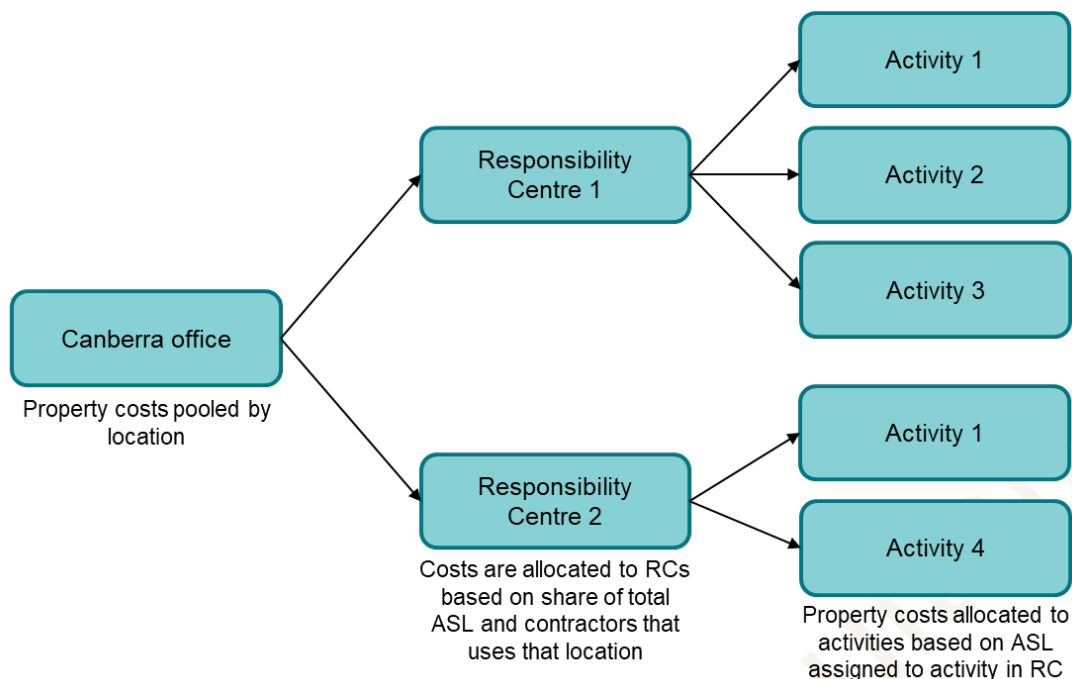 Canberra office
Property costs pooled by
location
Responsibility
Centre 1
Responsibility
Centre 2
Costs are allocated to RCs
based on share of total
ASL and contractors that
uses that location
Activity 1
Activity 2
Activity 3
Activity 1
Activity 4
Property costs allocated to
activities based on ASL
assigned to activity in RC